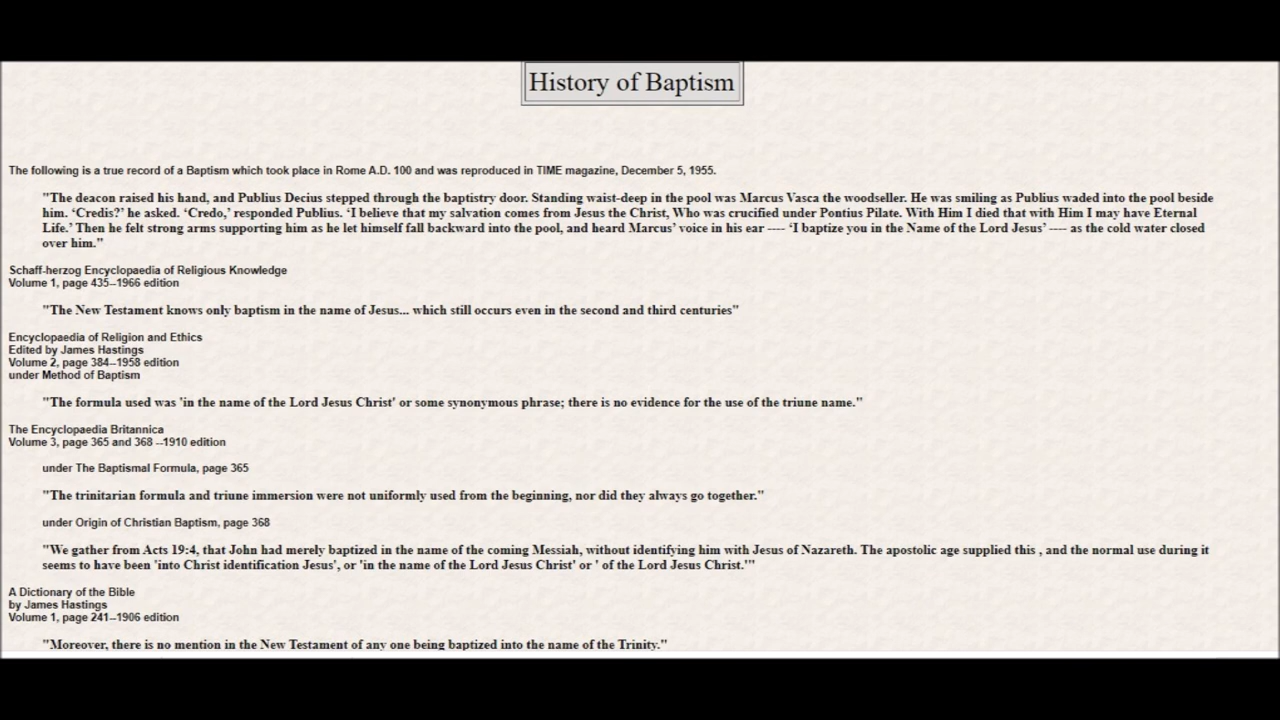 History of Baptism
The following is a true record of a Baptism which took place in Rome A.D. 100 and was reproduced in TIME magazine, December 5, 1955.
"The deacon raised his hand, and Publius Decius stepped through the baptistry door. Standing waist-deep in the pool was Marcus Vasca the woodseller. He was smiling as Publius waded into the pool beside
him. ‘Credis?’ he asked. ‘Credo,’ responded Publius. ‘I believe that my salvation comes from Jesus the Christ, Who was crucified under Pontius Pilate. With Him I died that with Him I may have Eternal
Life.’ Then he felt strong arms supporting him as he let himself fall backward into the pool, and heard Marcus’ voice in his ear ---- ‘I baptize you in the Name of the Lord Jesus’ ---- as the cold water closed
over him."
Schaff-herzog Encyclopaedia of Religious Knowledge
Volume 1, page 435--1966 edition
"The New Testament knows only baptism in the name of Jesus... which still occurs even in the second and third centuries"
Encyclopaedia of Religion and Ethics
Edited by James Hastings
Volume 2, page 384--1958 edition
under Method of Baptism
"The formula used was 'in the name of the Lord Jesus Christ' or some synonymous phrase; there is no evidence for the use of the triune name."
The Encyclopaedia Britannica
Volume 3, page 365 and 368 --1910 edition
under The Baptismal Formula, page 365
"The trinitarian formula and triune immersion were not uniformly used from the beginning, nor did they always go together."
under Origin of Christian Baptism, page 368
"We gather from Acts 19:4, that John had merely baptized in the name of the coming Messiah, without identifying him with Jesus of Nazareth. The apostolic age supplied this , and the normal use during it
seems to have been 'into Christ identification Jesus', or 'in the name of the Lord Jesus Christ' or ' of the Lord Jesus Christ.'"
A Dictionary of the Bible
by James Hastings
Volume 1, page 241--1906 edition
"Moreover, there is no mention in the New Testament of any one being baptized into the name of the Trinity."